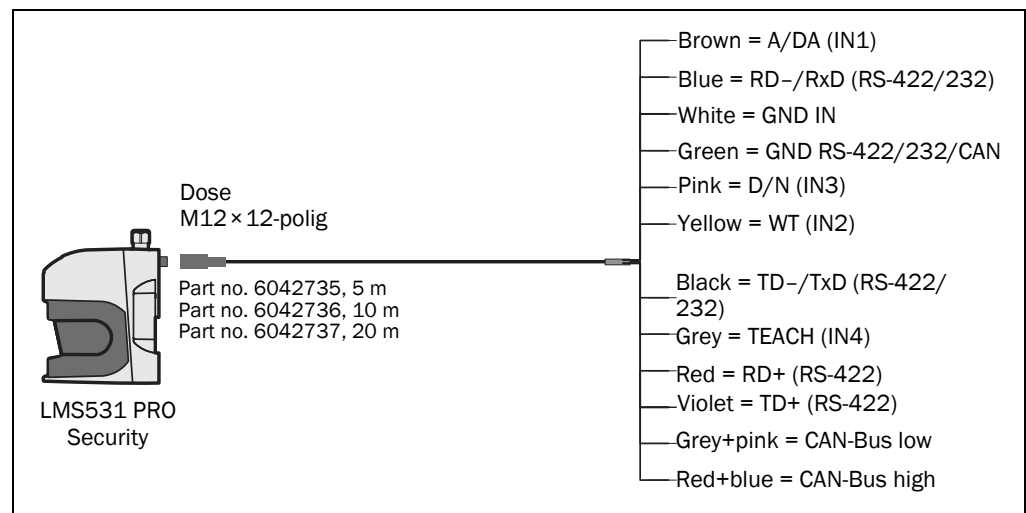 Brown = A/DA (IN1)
Blue = RD–/RxD (RS-422/232)
White = GND IN
Green = GND RS-422/232/CAN
Pink = D/N (IN3)
Yellow = WT (IN2)
Black = TD–/TxD (RS-422/
232)
Grey = TEACH (IN4)
Red = RD+ (RS-422)
Violet = TD+ (RS-422)
Grey+pink = CAN-Bus low
Red+blue = CAN-Bus high
Dose
M12 × 12-polig
Part no. 6042735, 5 m
Part no. 6042736, 10 m
Part no. 6042737, 20 m
LMS531 PRO
Security